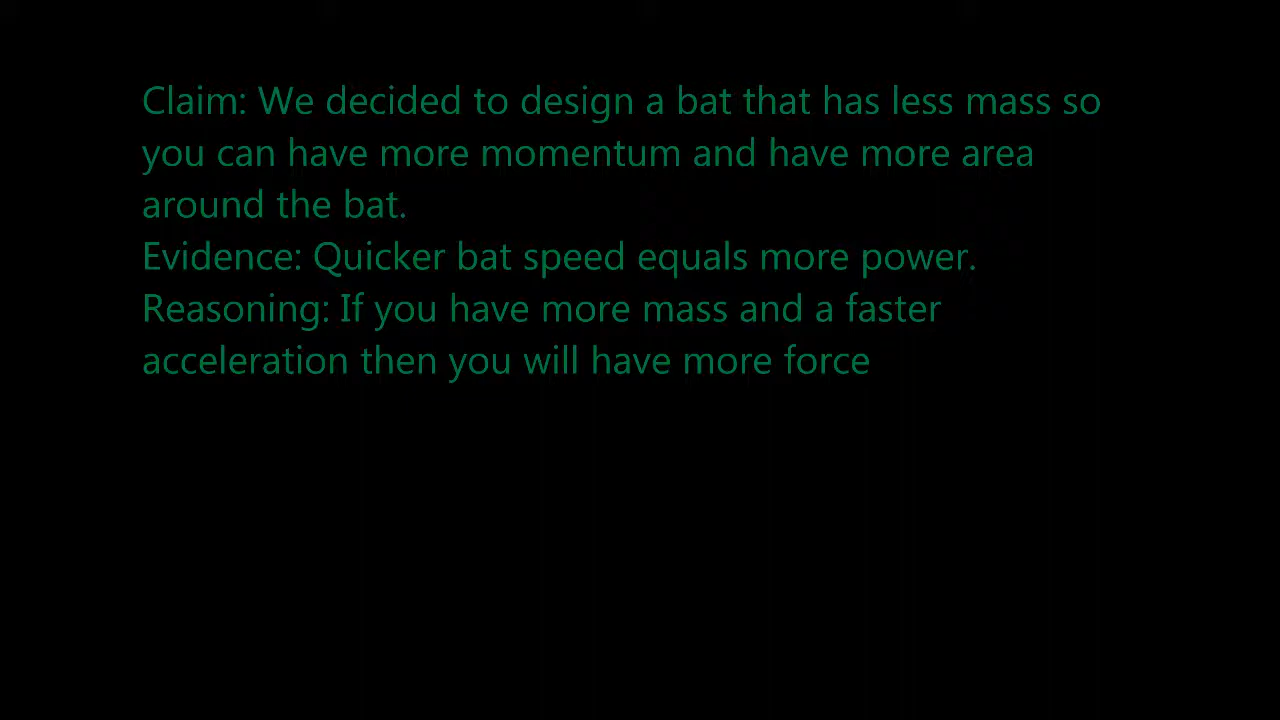 Claim: We decided to design a bat that has less mass so
you can have more momentum and have more area
around the bat.
Evidence: Quicker bat speed equals more power.
Reasoning: If you have more mass and a faster
acceleration then you will have more force